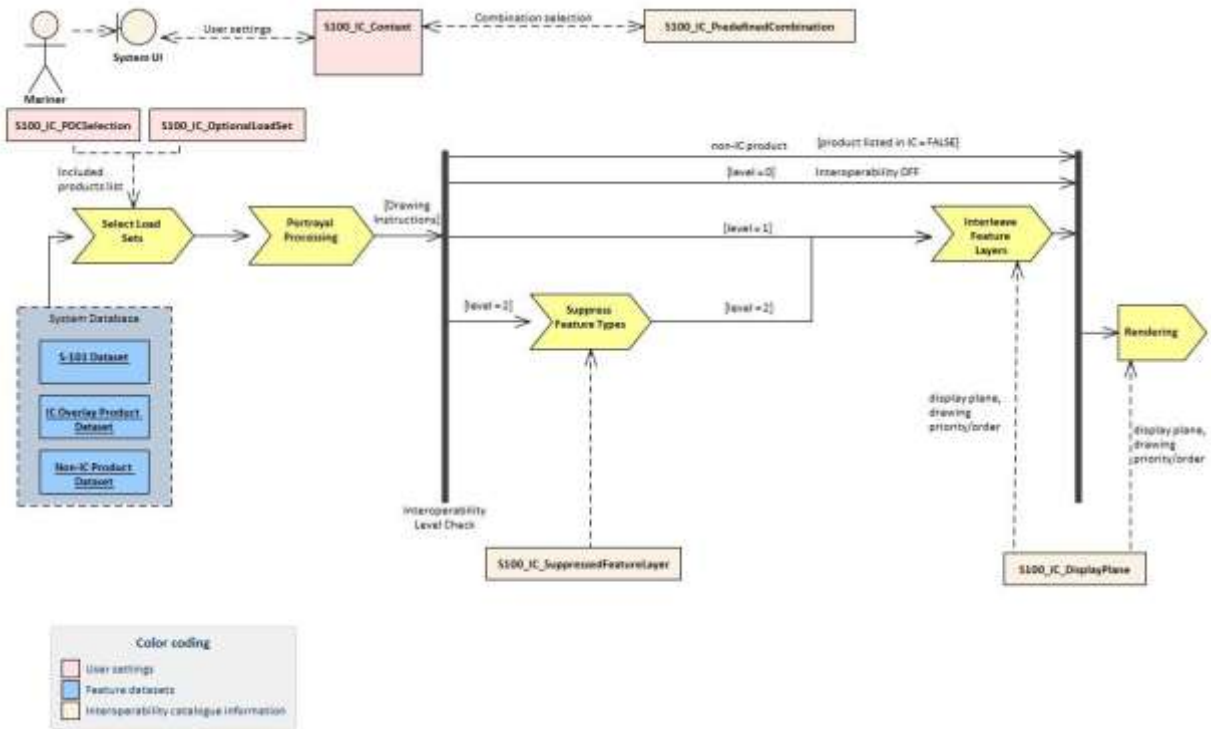 Mariner
System UI
User settings
S100_IC_Context
Combination selection
S100_IC_PredefinedCombination
S100_IC_PDCSelection
S100_IC_OptionalLoadSet
Included
products list
Select Load
Sets
Portrayal
Processing
[Drawing
Instructions]
non-IC product
[product listed in IC = FALSE]
[level = 0]
Interoperability OFF
[level = 1]
Interleave
Feature
Layers
[level = 2]
Suppress
Feature Types
[level = 2]
Rendering
System Database
S-101 Dataset
IC Overlay Product
Dataset
Non-IC Product
Dataset
display plane,
drawing
priority/order
display plane,
drawing
priority/order
Interoperability
Level Check
S100_IC_SuppressedFeatureLayer
S100_IC_DisplayPlane
Color coding
User settings
Feature datasets
Interoperability catalogue information